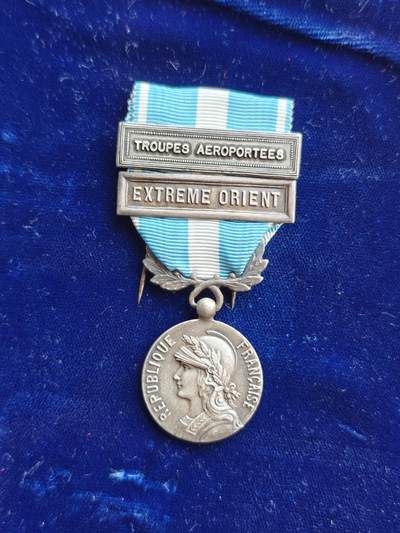 TROUPES AEROPORTEES
EXTREME ORIENT
REPUBLIQUE FRANÇAISE